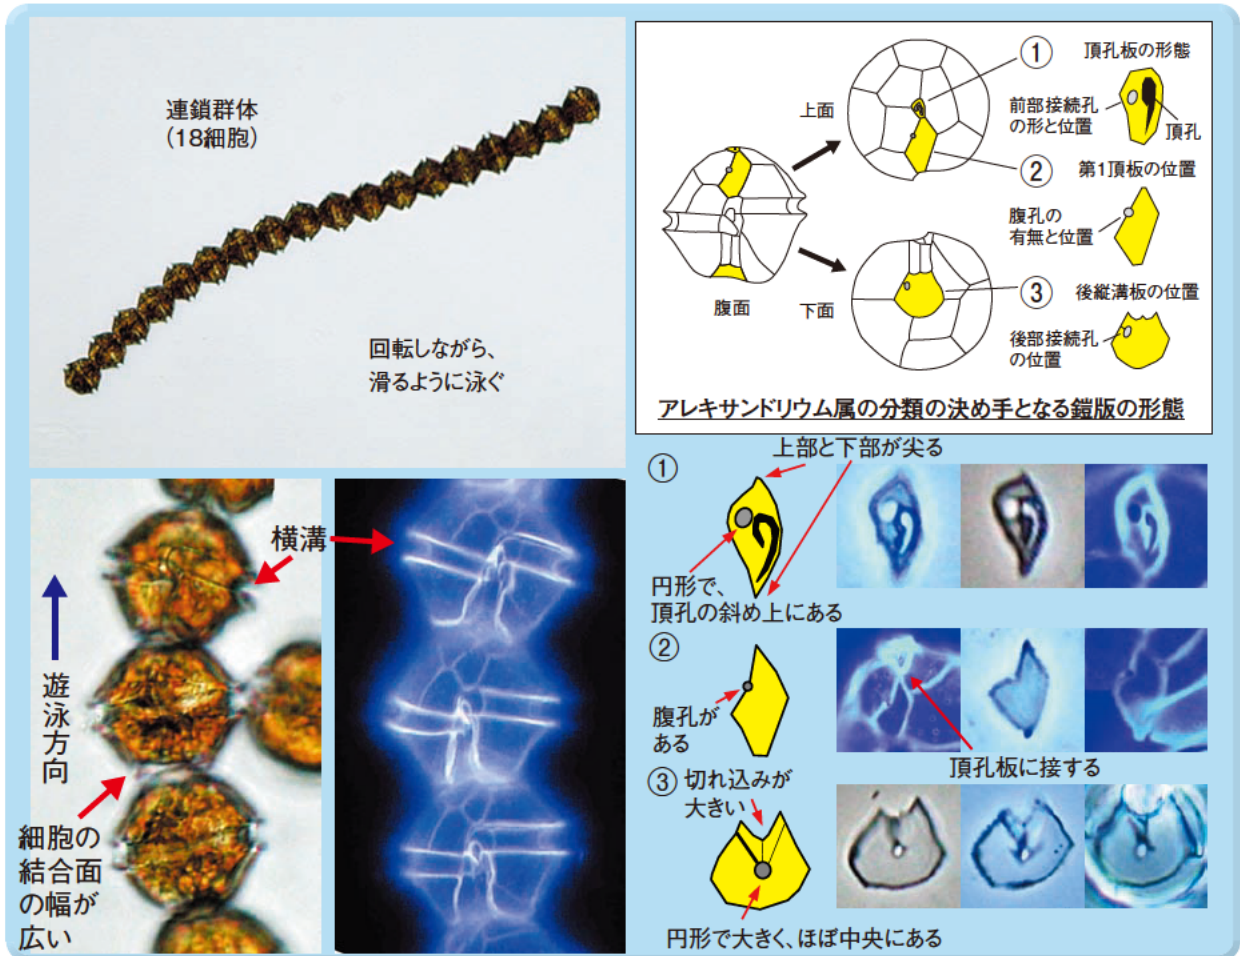 連鎖群体
(18細胞)
回転しながら、
滑るように泳ぐ
①
頂孔板の形態
前部接続孔
の形と位置
頂孔
上面
②
第1頂板の位置
腹孔の
有無と位置
腹面
下面
③
後縦溝板の位置
後部接続孔
の位置
アレキサンドリウム属の分類の決め手となる鎧版の形態
横溝
遊泳方向
細胞の
結合面
の幅が
広い
①
上部と下部が尖る
円形で、
頂孔の斜め上にある
②
腹孔が
ある
頂孔板に接する
③
切れ込みが
大きい
円形で大きく、ほぼ中央にある